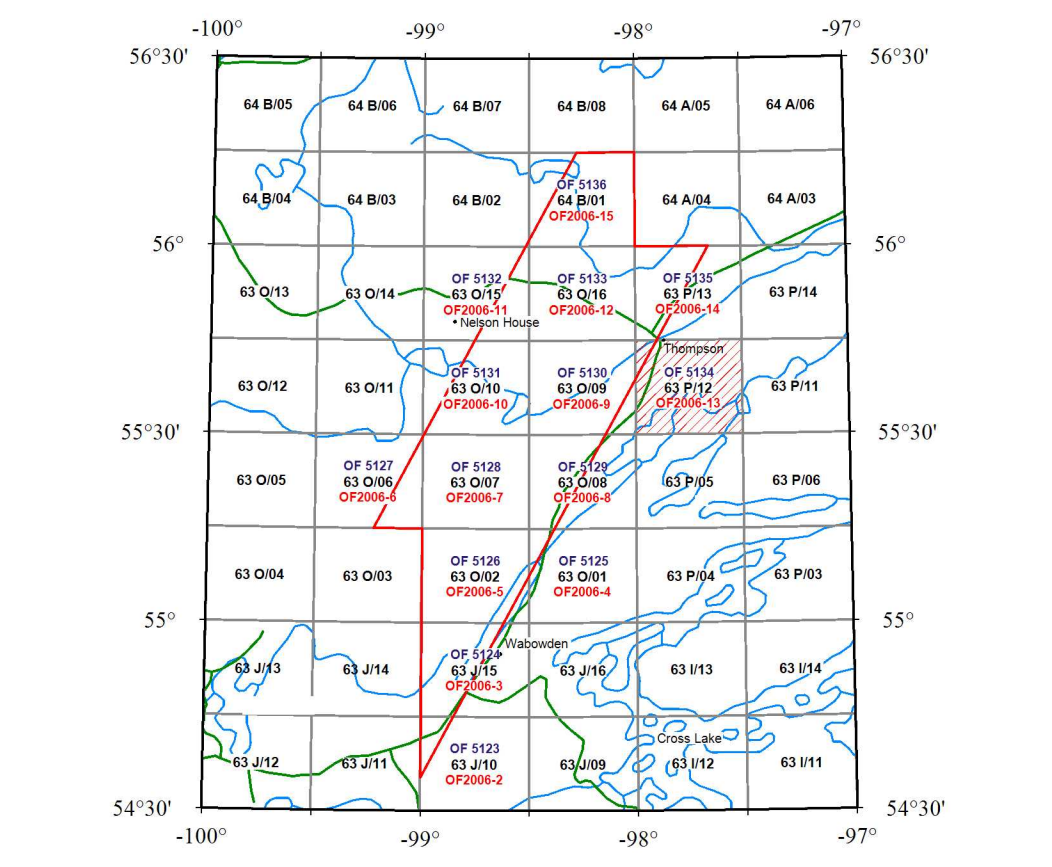 -100° -99° -98° -97°
56°30' 56°30'
64 B/05 64 B/06 64 B/07 64 B/08 64 A/05 64 A/06
OF 5136
64 B/04 64 B/03 64 B/02 64 B/01 64 A/04 64 A/03
OF2006-15
56° 56°
OF 5132 OF 5133 OF 5135
63 O/13 63 O/14 63 O/15 63 O/16 63 P/13 63 P/14
OF2006-11 OF2006-12 OF2006-14
Nelson House
Thompson
OF 5131 OF 5130 OF 5134
63 O/12 63 O/11 63 O/10 63 O/09 63 P/12 63 P/11
OF2006-10 OF2006-9 OF2006-13
55°30' 55°30'
OF 5127 OF 5128 OF 5129
63 O/05 63 O/06 63 O/07 63 O/08 63 P/05 63 P/06
OF2006-6 OF2006-7 OF2006-8
OF 5126 OF 5125
63 O/04 63 O/03 63 O/02 63 O/01 63 P/04 63 P/03
OF2006-5 OF2006-4
55° 55°
Wabowden
OF 5124
63 J/13 63 J/14 63 J/15 63 J/16 63 I/13 63 I/14
OF2006-3
Cross Lake
OF 5123
63 J/12 63 J/11 63 J/10 63 J/09 63 I/12 63 I/11
OF2006-2
54°30' 54°30'
-100° -99° -98° -97°